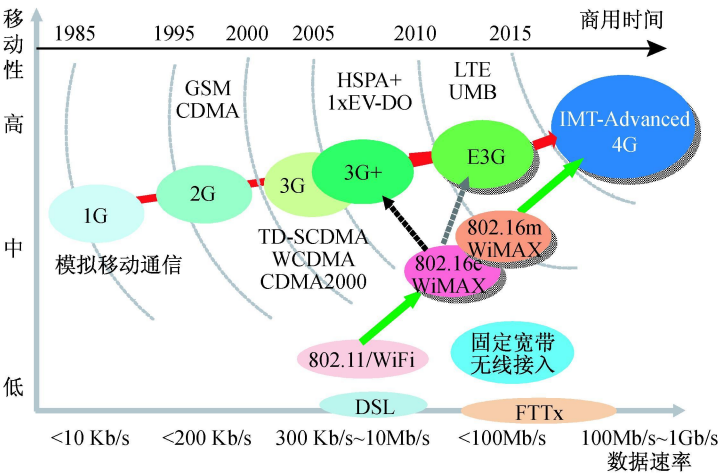 移动性
商用时间
1985
1995
2000
2005
2010
2015
高
中
低
GSM
CDMA
HSPA+
1xEV-DO
LTE
UMB
IMT-Advanced
4G
1G
2G
3G
3G+
E3G
模拟移动通信
TD-SCDMA
WCDMA
CDMA2000
802.16e
WiMAX
802.16m
WiMAX
802.11/WiFi
固定宽带
无线接入
DSL
FTTx
<10 Kb/s
<200 Kb/s
300 Kb/s~10Mb/s
<100Mb/s
100Mb/s~1Gb/s
数据速率